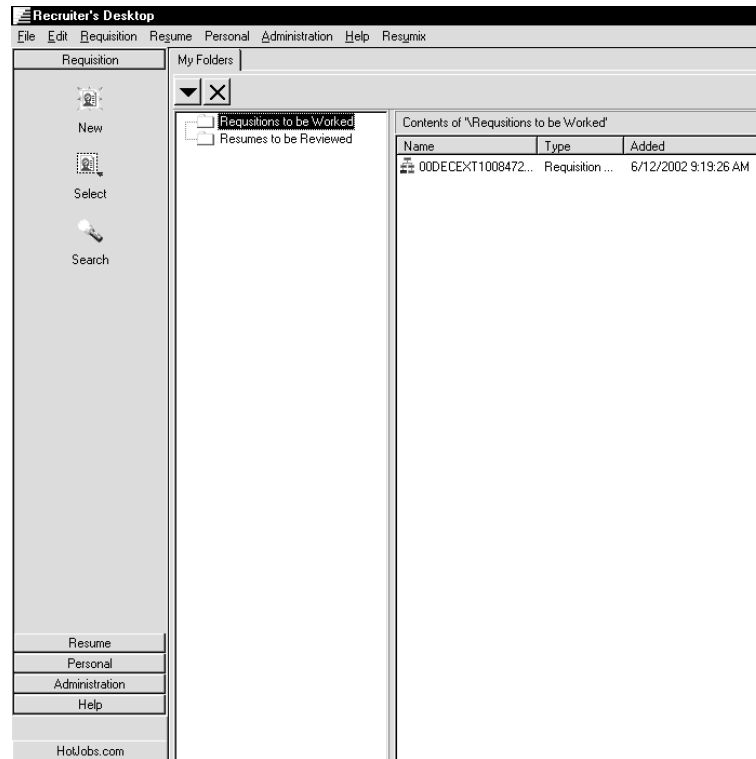 Recruiter's Desktop
File Edit Requisition Resume Personal Administration Help Resumix
Requisition
My Folders
New
Select
Search
Requsitions to be Worked
Resumes to be Reviewed
Contents of '\Requsitions to be Worked'
Name Type Added
00DECEXT1008472... Requisition ... 6/12/2002 9:19:26 AM
Resume
Personal
Administration
Help
HotJobs.com